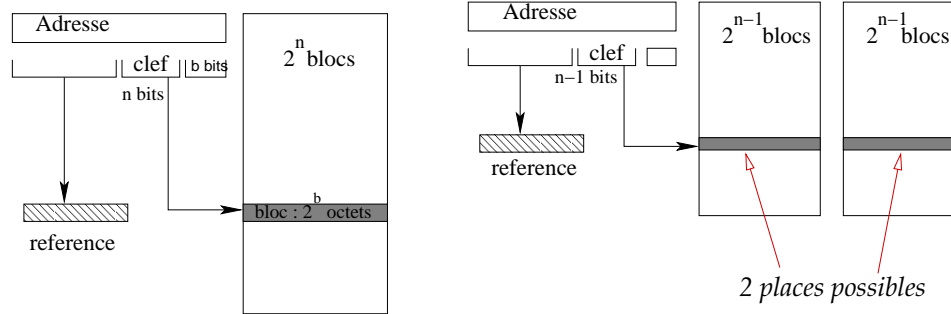 Adresse
clef
b bits
n bits
2^n blocs
bloc : 2^b octets
reference
Adresse
clef
n−1 bits
2^n−1 blocs
2^n−1 blocs
reference
2 places possibles